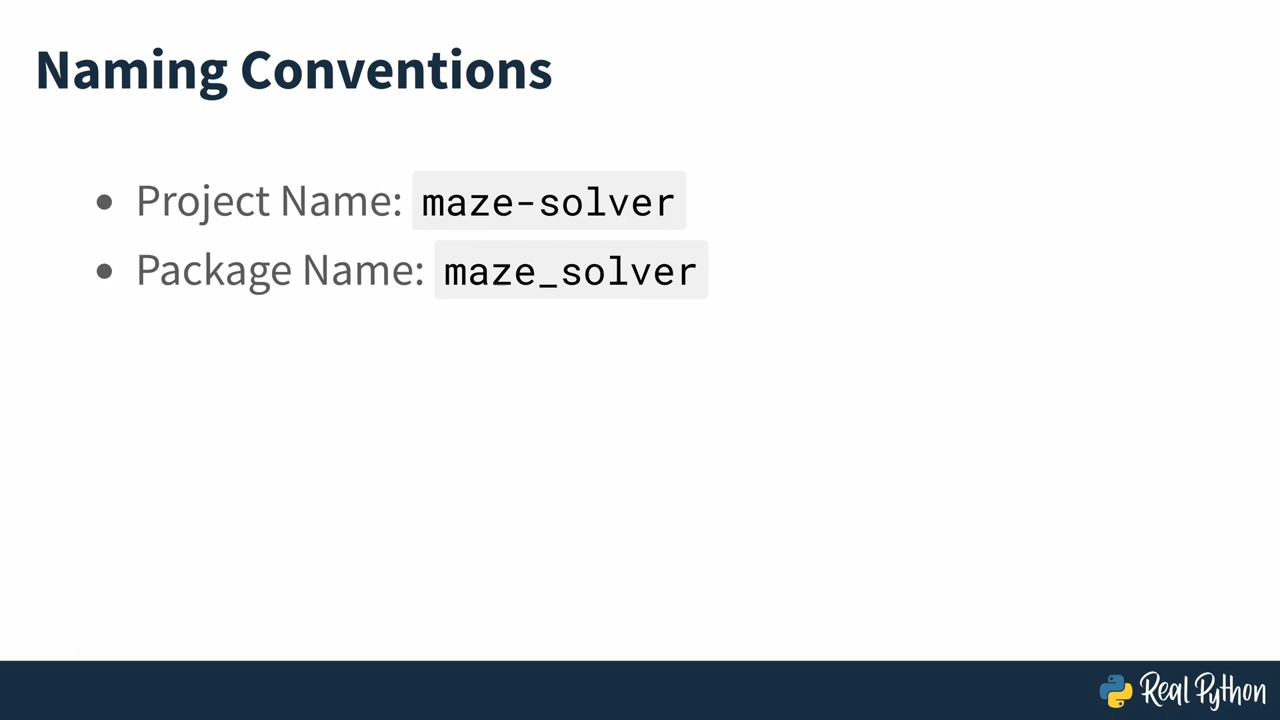 Naming Conventions
• Project Name: maze-solver
• Package Name: maze_solver
Real Python